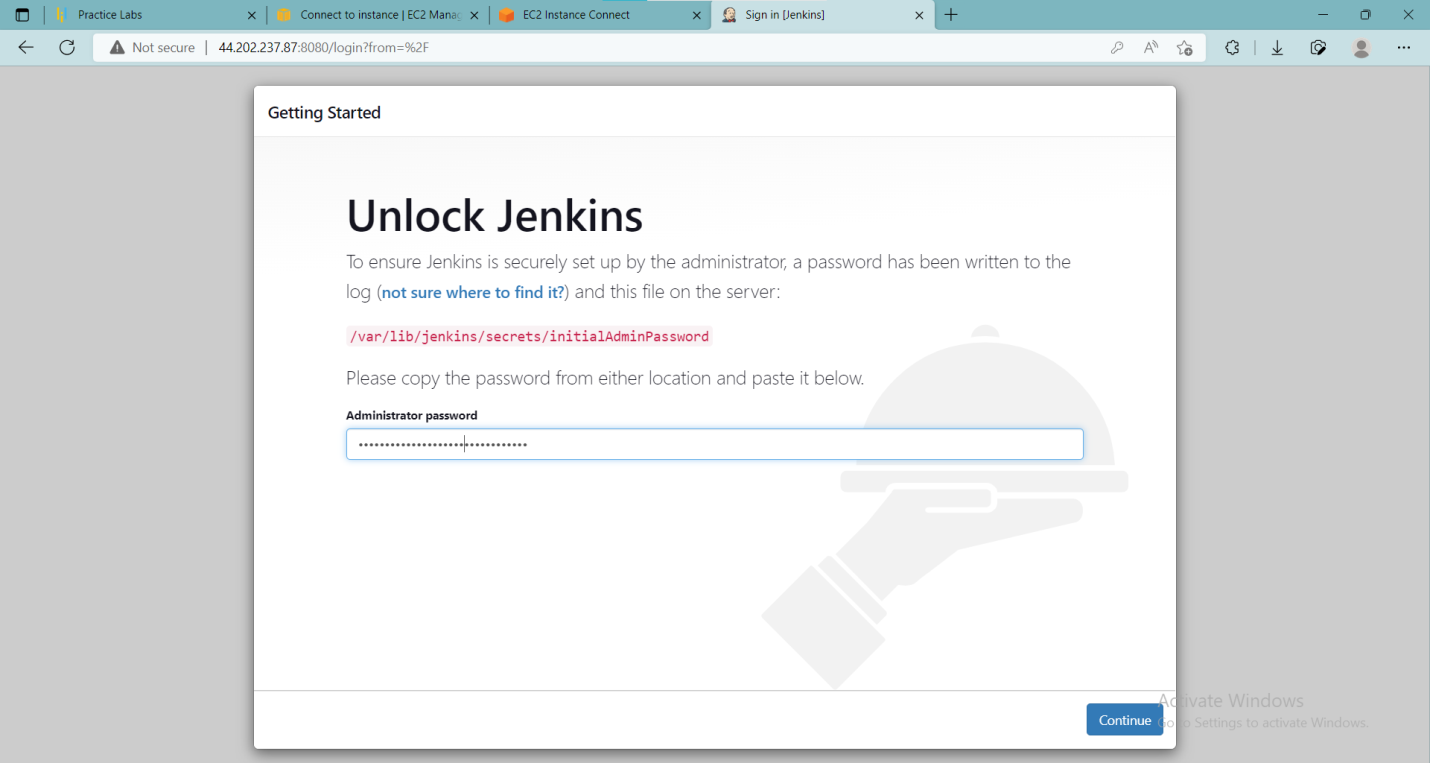 Practice Labs
Connect to instance | EC2 Manag
EC2 Instance Connect
Sign in [Jenkins]
Not secure
44.202.237.87:8080/login?from=%2F
Getting Started
Unlock Jenkins
To ensure Jenkins is securely set up by the administrator, a password has been written to the
log (not sure where to find it?) and this file on the server:
/var/lib/jenkins/secrets/initialAdminPassword
Please copy the password from either location and paste it below.
Administrator password
••••••••••••••••••••••••••••••••
Continue
Activate Windows
Go to Settings to activate Windows.